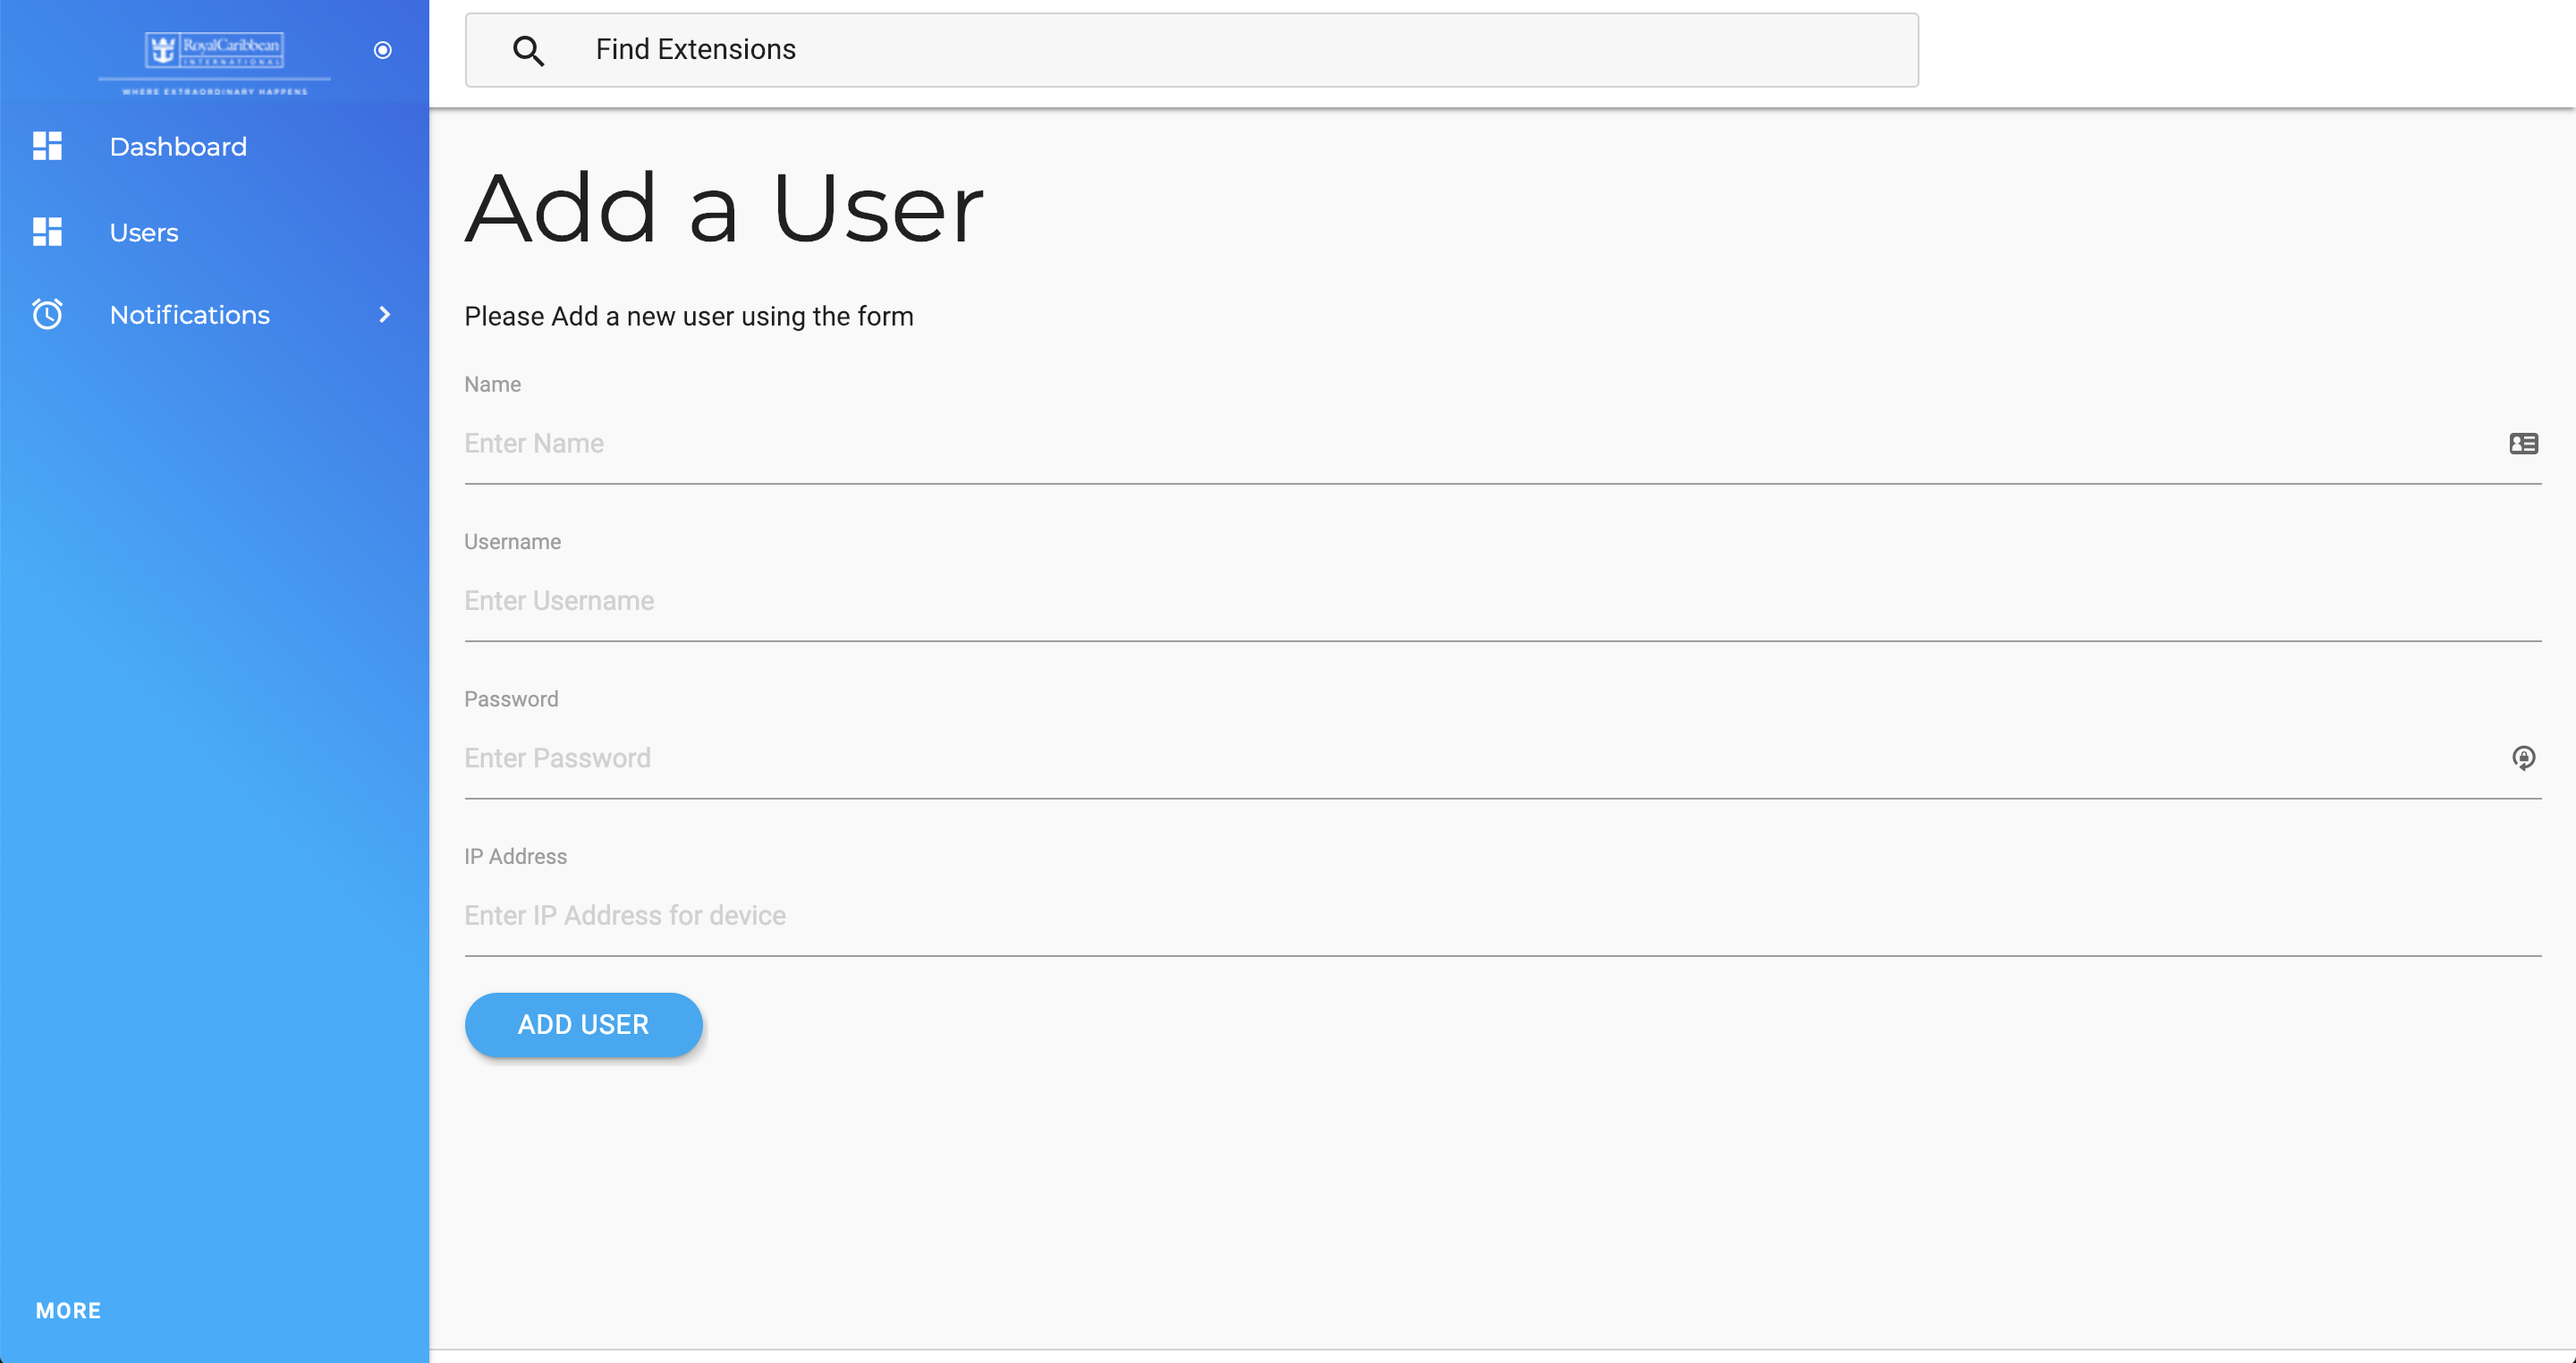 RoyalCaribbean
INTERNATIONAL
WHERE EXTRAORDINARY HAPPENS
Dashboard
Users
Notifications
MORE
Find Extensions
Add a User
Please Add a new user using the form
Name
Enter Name
Username
Enter Username
Password
Enter Password
IP Address
Enter IP Address for device
ADD USER